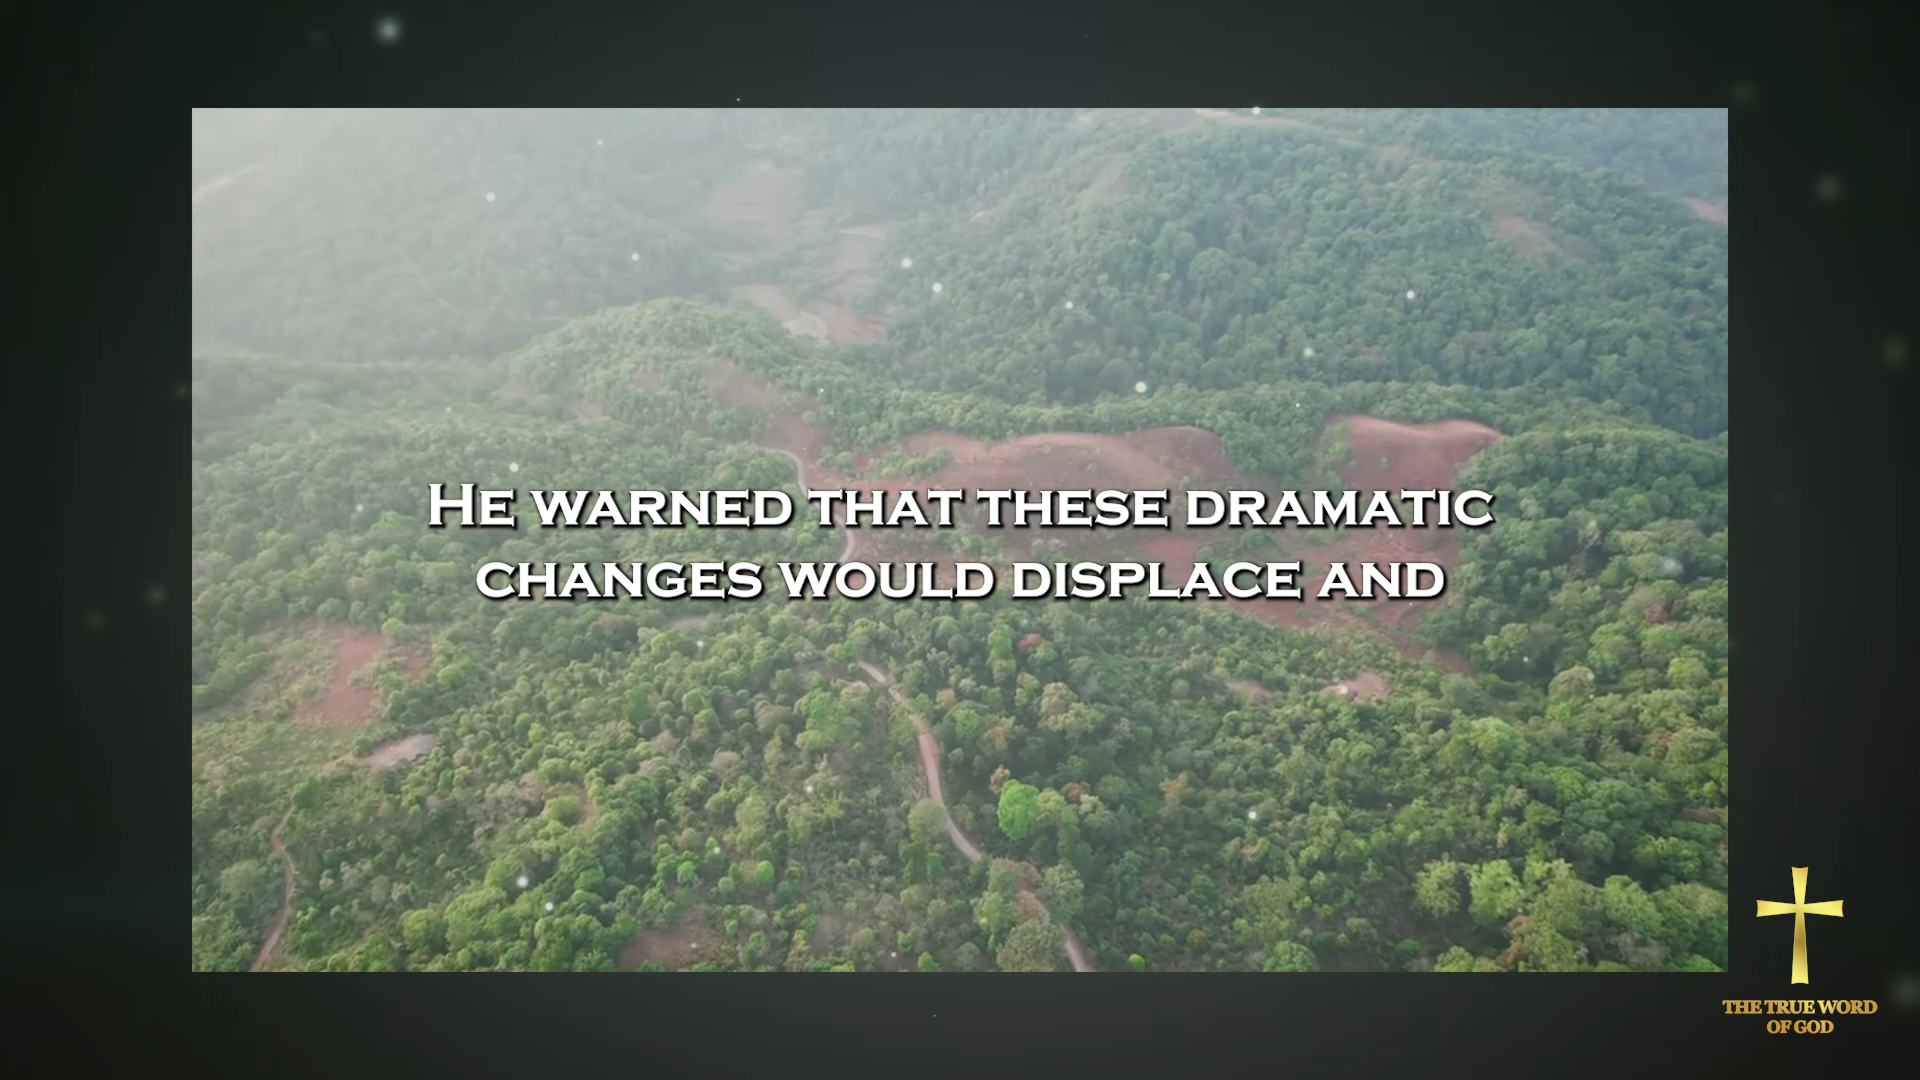 He warned that these dramatic
changes would displace and
THE TRUE WORD
OF GOD